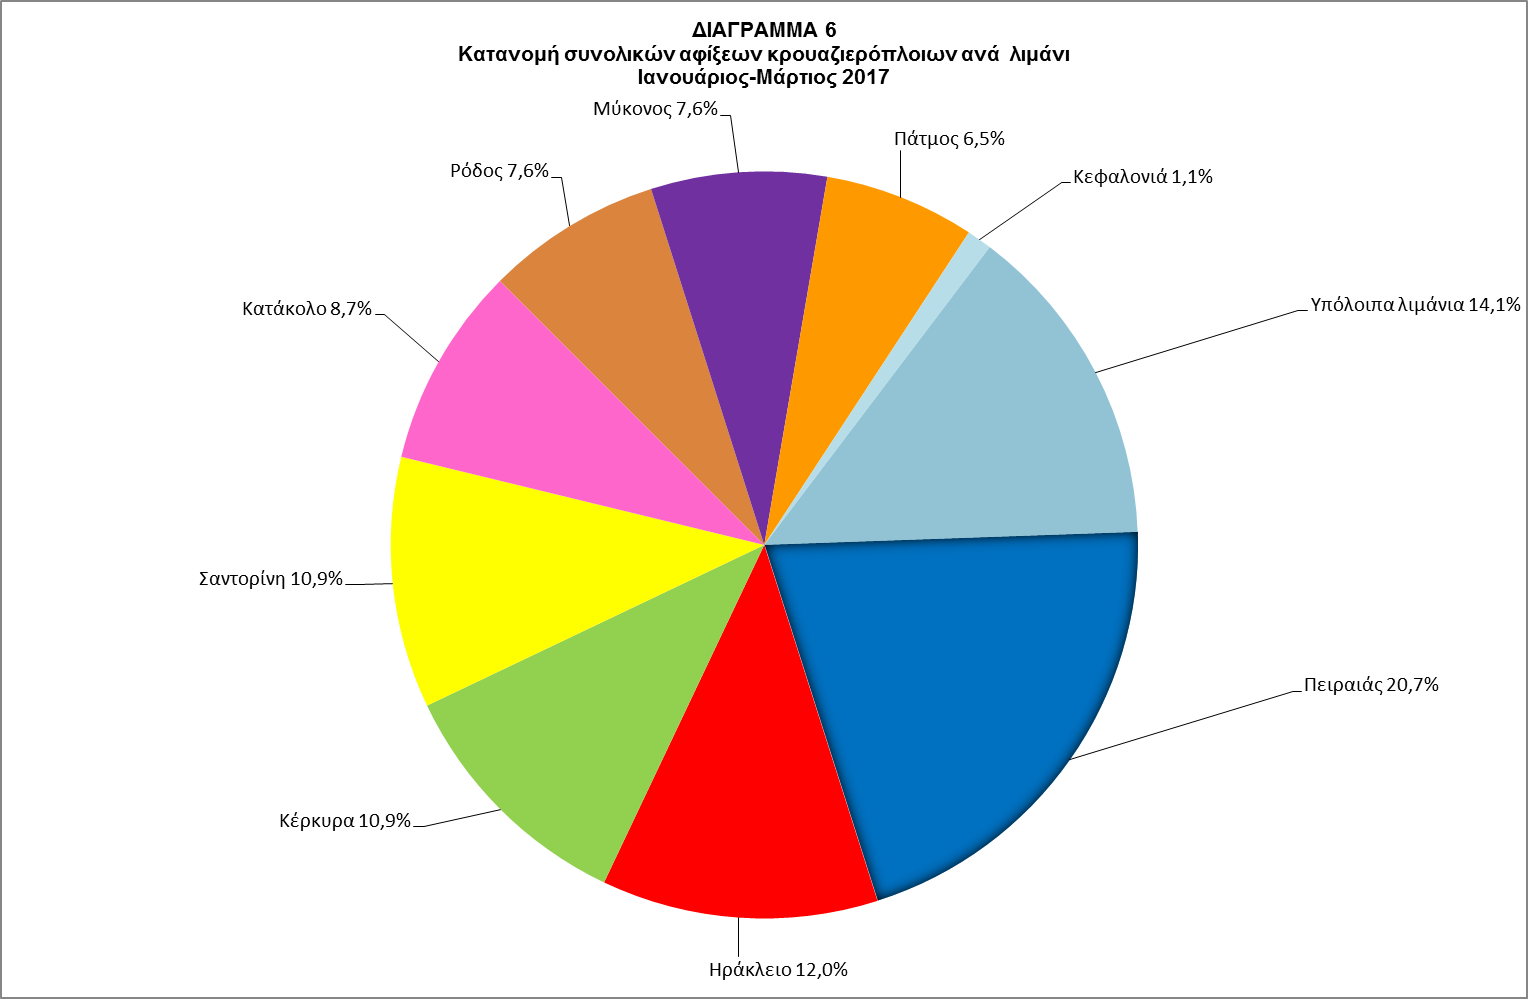 ΔΙΑΓΡΑΜΜΑ 6
Κατανομή συνολικών αφίξεων κρουαζιερόπλοιων ανά λιμάνι
Ιανουάριος-Μάρτιος 2017
Μύκονος 7,6%
Πάτμος 6,5%
Ρόδος 7,6%
Κεφαλονιά 1,1%
Κατάκολο 8,7%
Υπόλοιπα λιμάνια 14,1%
Σαντορίνη 10,9%
Πειραιάς 20,7%
Κέρκυρα 10,9%
Ηράκλειο 12,0%